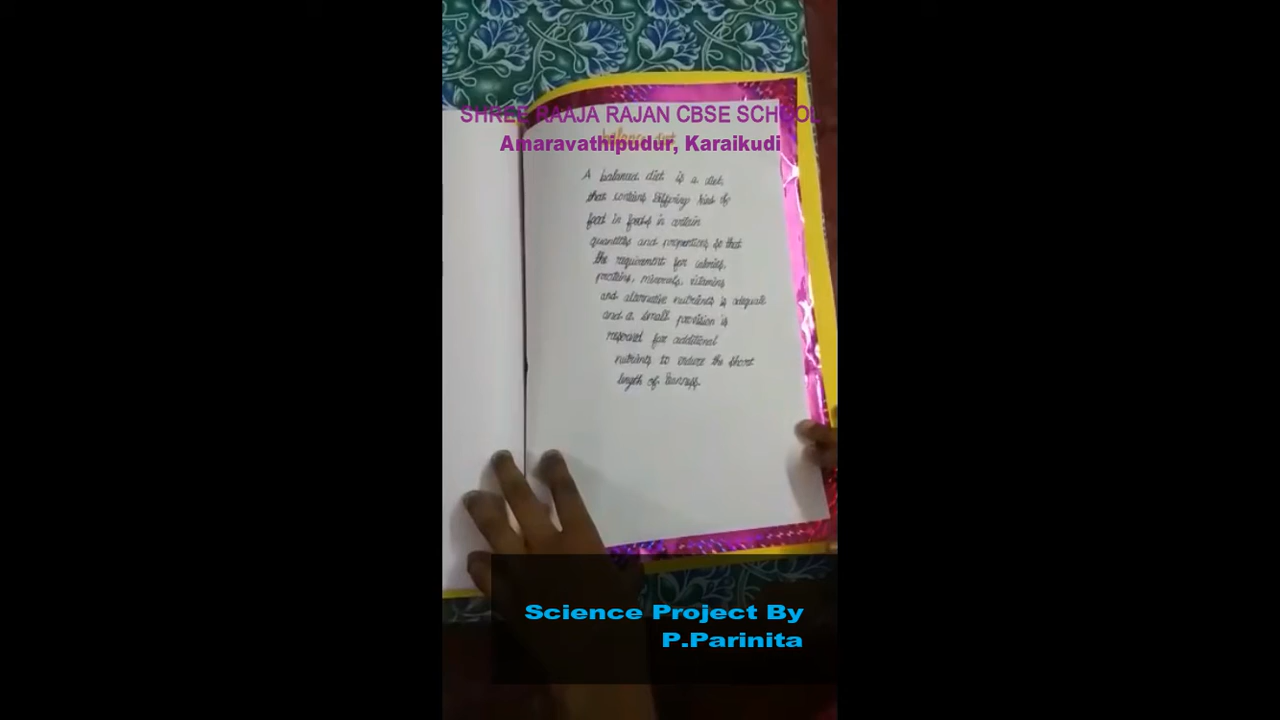 SHREE RAAJA RAJAN CBSE SCHOOL
Amaravathipudur, Karaikudi
A balanced diet is a diet
that contains differing kind of
food in foods in certain
quantities and proportions so that
the requirement for calories,
proteins, minerals, vitamins
and alternative nutrients is adequate
and a small provision is
reserved for additional
nutrients to endure the short
length of leanness.
Science Project By
P.Parinita